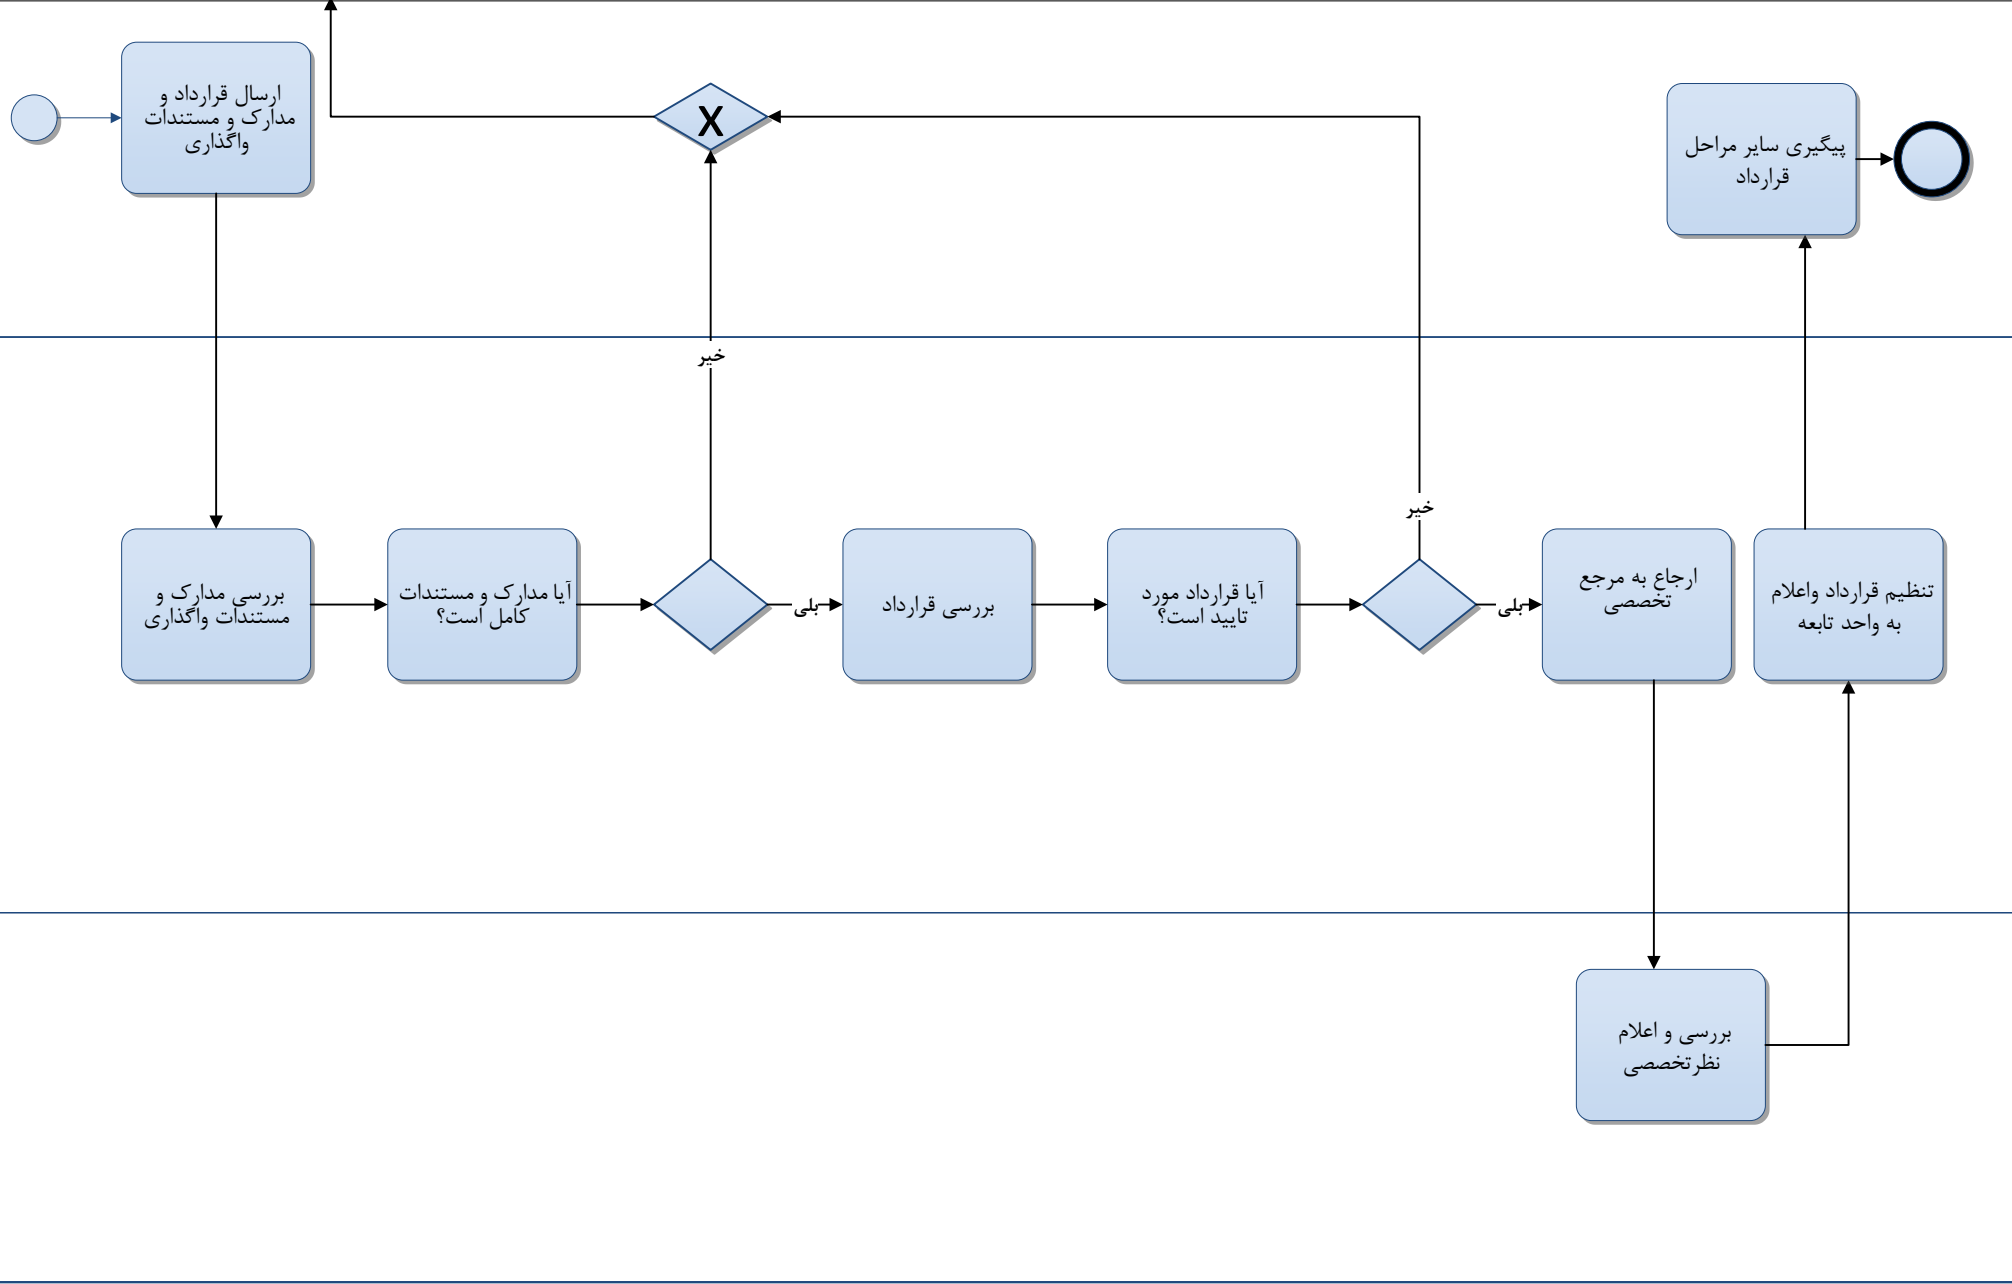 ارسال قرارداد و
مدارک و مستندات
واگذاری
X
پیگیری سایر مراحل
قرارداد
خیر
خیر
بررسی مدارک و
مستندات واگذاری
آیا مدارک و مستندات
کامل است؟
بلی
بررسی قرارداد
آیا قرارداد مورد
تایید است؟
بلی
ارجاع به مرجع
تخصصی
تنظیم قرارداد واعلام
به واحد تابعه
بررسی و اعلام
نظرتخصصی